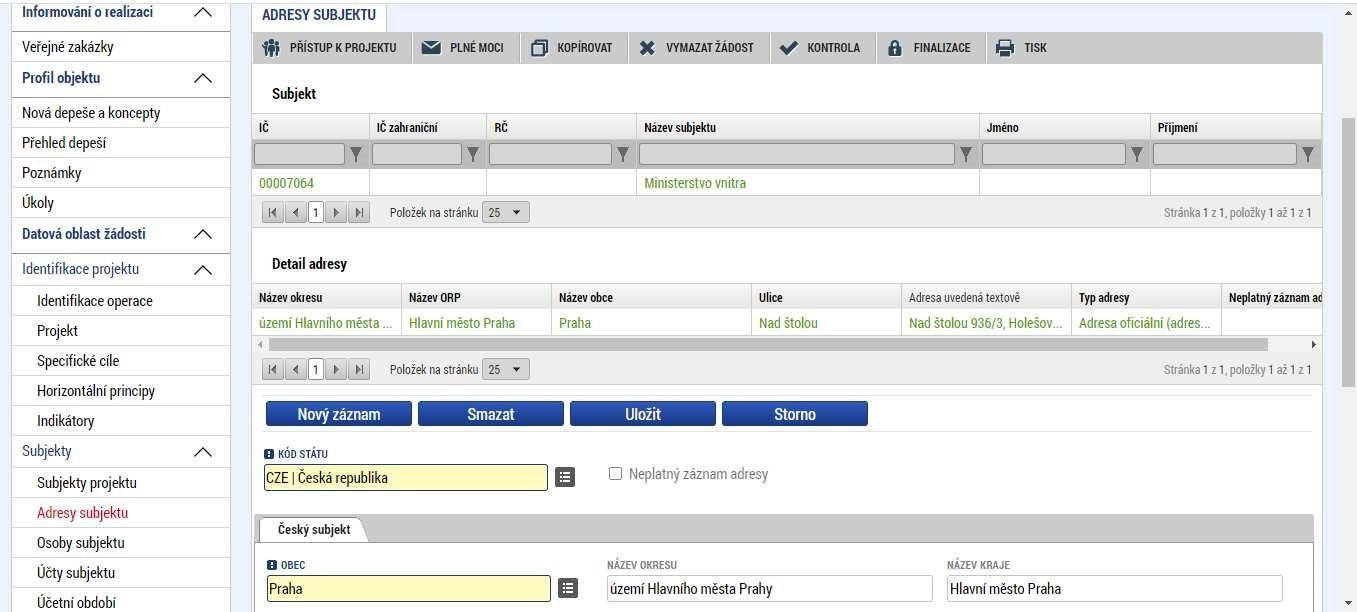 Informování o realizaci
Veřejné zakázky
Profil objektu
Nová depeše a koncepty
Přehled depeší
Poznámky
Úkoly
Datová oblast žádosti
Identifikace projektu
Identifikace operace
Projekt
Specifické cíle
Horizontální principy
Indikátory
Subjekty
Subjekty projektu
Adresy subjektu
Osoby subjektu
Účty subjektu
Účetní období
ADRESY SUBJEKTU
PŘÍSTUP K PROJEKTU PLNÉ MOCI KOPÍROVAT VYMAZAT ŽÁDOST KONTROLA FINALIZACE TISK
Subjekt
IČ IČ zahraniční RČ Název subjektu Jméno Příjmení
00007064 Ministerstvo vnitra
1 Položek na stránku 25 Stránka 1 z 1, položky 1 až 1 z 1
Detail adresy
Název okresu Název ORP Název obce Ulice Adresa uvedená textově Typ adresy Neplatný záznam ad
území Hlavního města ... Hlavní město Praha Praha Nad štolou Nad štolou 936/3, Holešov... Adresa oficiální (adres...
1 Položek na stránku 25 Stránka 1 z 1, položky 1 až 1 z 1
Nový záznam Smazat Uložit Storno
KÓD STÁTU
CZE | Česká republika Neplatný záznam adresy
Český subjekt
OBEC NÁZEV OKRESU NÁZEV KRAJE
Praha území Hlavního města Prahy Hlavní město Praha